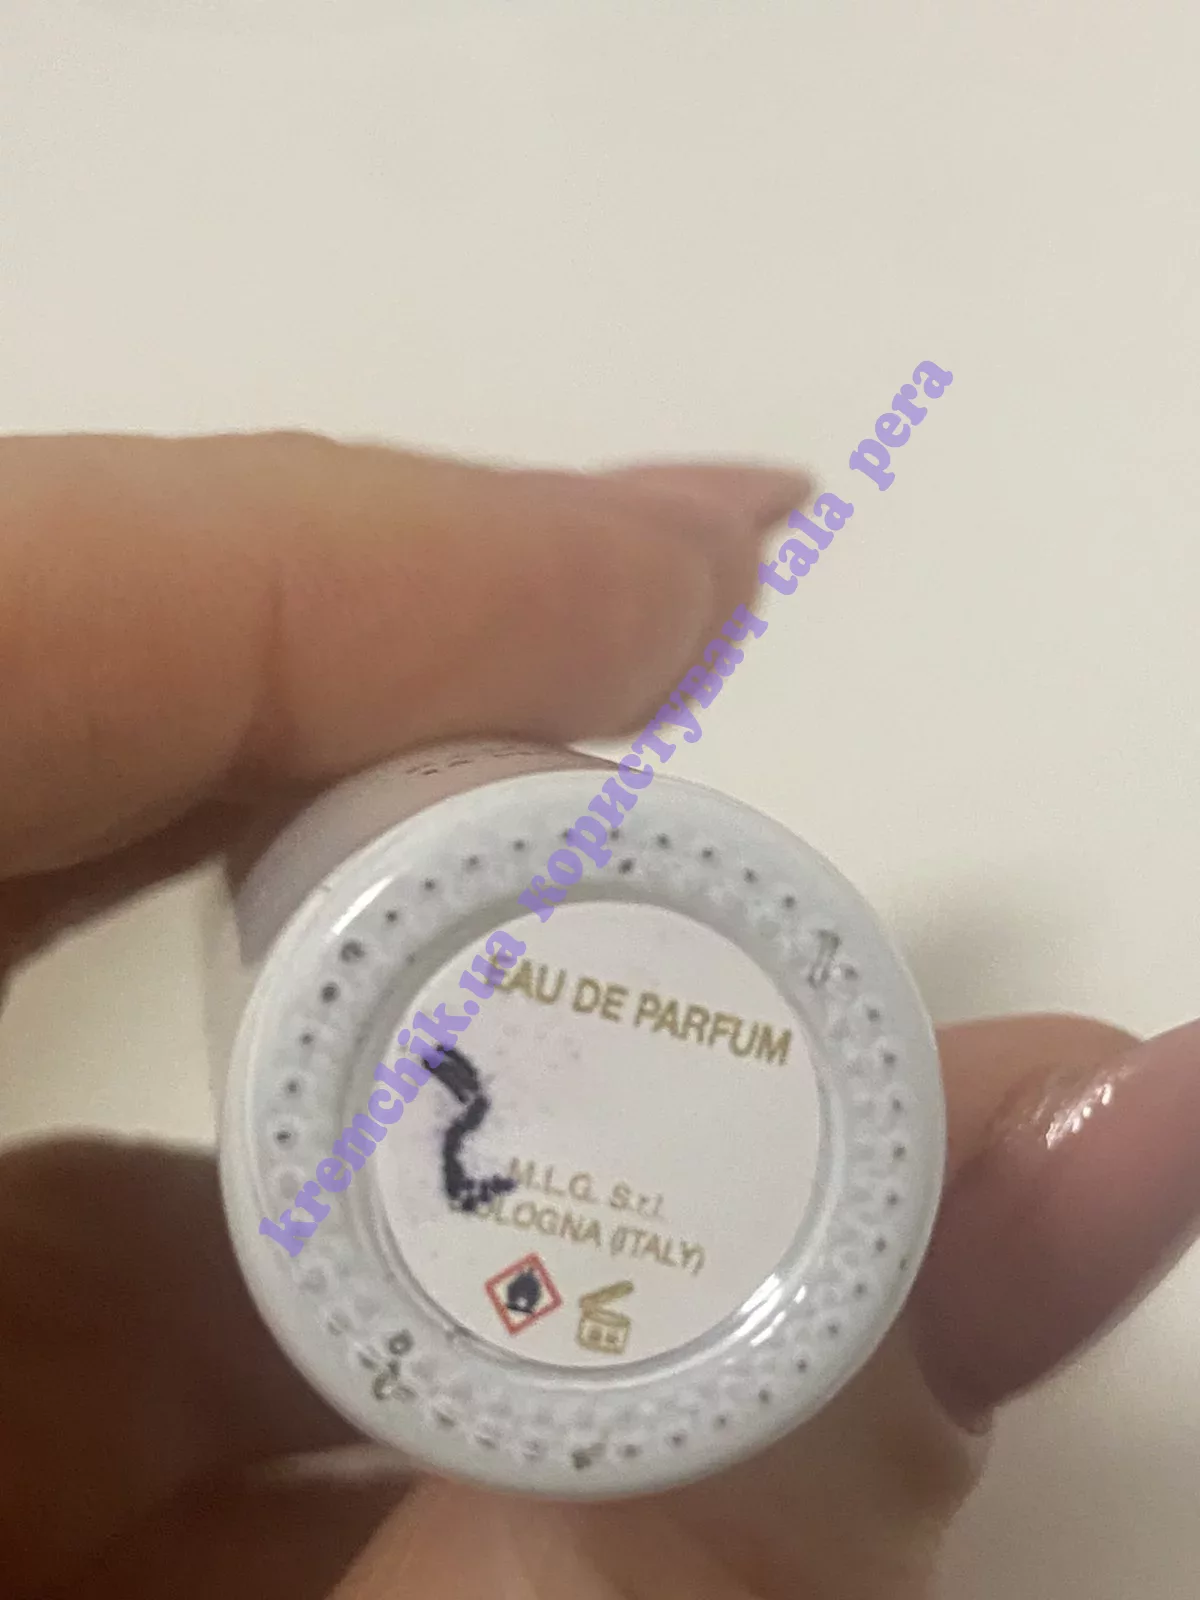 EAU DE PARFUM
M.L.G. S.r.l.
BOLOGNA (ITALY)
kremchik.ua користувач tala pera